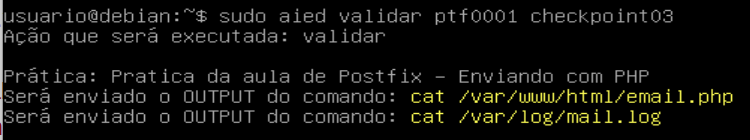 usuario@debian:~$ sudo aied validar ptf0001 checkpoint03
Ação que será executada: validar
Prática: Pratica da aula de Postfix - Enviando com PHP
Será enviado o OUTPUT do comando: cat /var/www/html/email.php
Será enviado o OUTPUT do comando: cat /var/log/mail.log